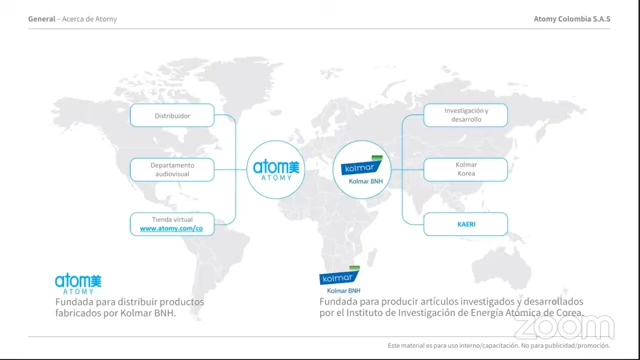 General – Acerca de Atomy
Atomy Colombia S.A.S
Distribuidor
Departamento
audiovisual
Tienda virtual
www.atomy.com/co
atom美
ATOMY
kolmar
Kolmar BNH
Investigación y
desarrollo
Kolmar
Korea
KAERI
atom美
ATOMY
Fundada para distribuir productos
fabricados por Kolmar BNH.
kolmar
Kolmar BNH
Fundada para producir artículos investigados y desarrollados
por el Instituto de Investigación de Energía Atómica de Corea.
zoom
Este material es para uso interno/capacitación. No para publicidad/promoción.